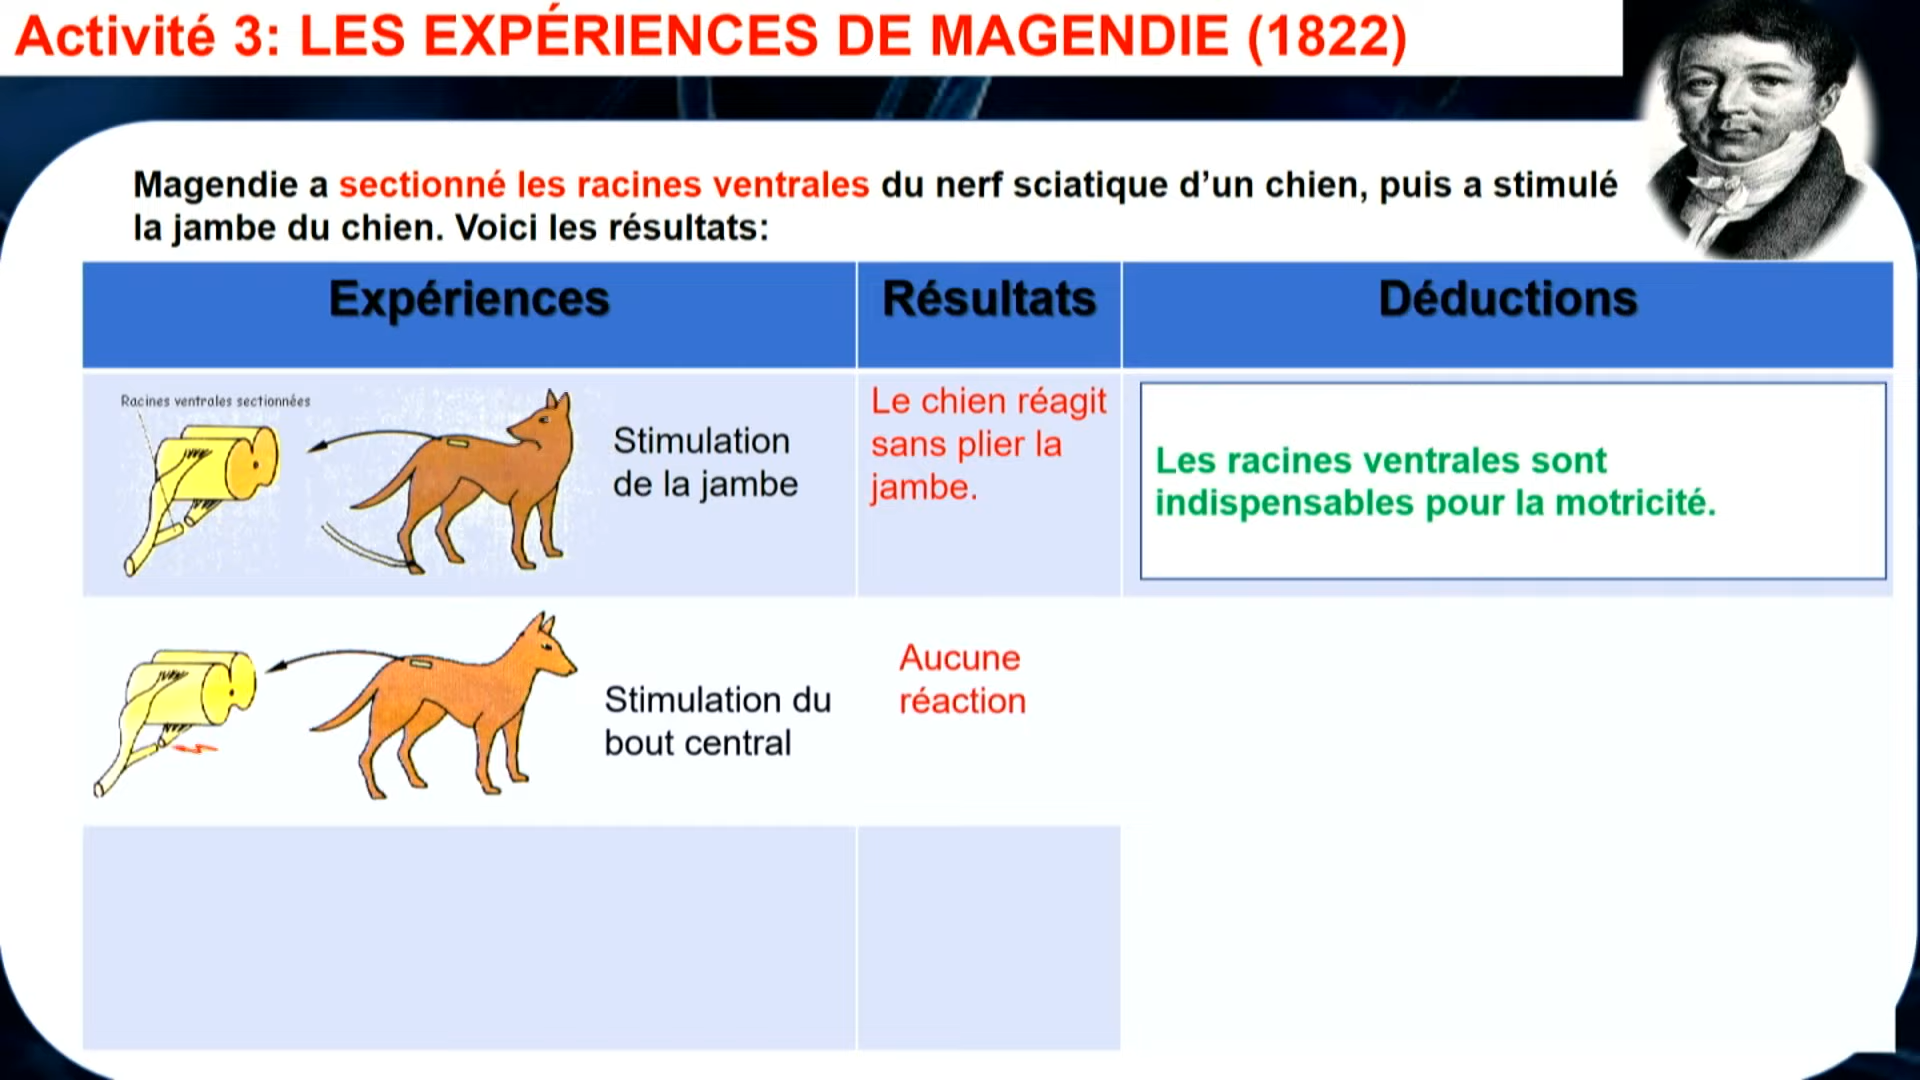 Activité 3: LES EXPÉRIENCES DE MAGENDIE (1822)
Magendie a sectionné les racines ventrales du nerf sciatique d’un chien, puis a stimulé
la jambe du chien. Voici les résultats:
Expériences
Résultats
Déductions
Racines ventrales sectionnées
Stimulation
de la jambe
Le chien réagit
sans plier la
jambe.
Les racines ventrales sont
indispensables pour la motricité.
Stimulation du
bout central
Aucune
réaction